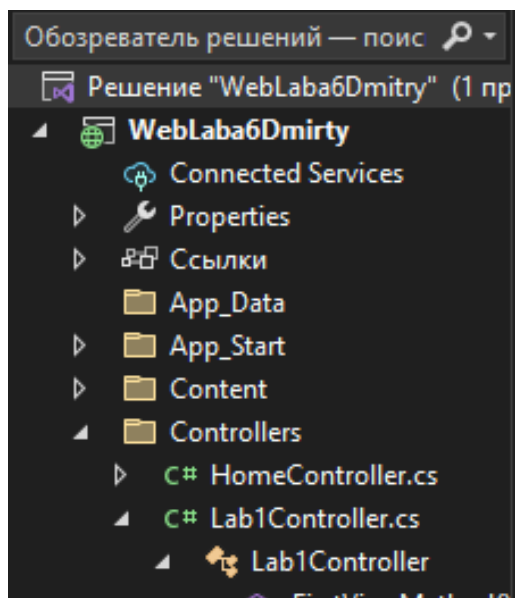 Обозреватель решений — поис
Решение "WebLaba6Dmitry" (1 пр
WebLaba6Dmirty
Connected Services
Properties
Ссылки
App_Data
App_Start
Content
Controllers
C# HomeController.cs
C# Lab1Controller.cs
Lab1Controller